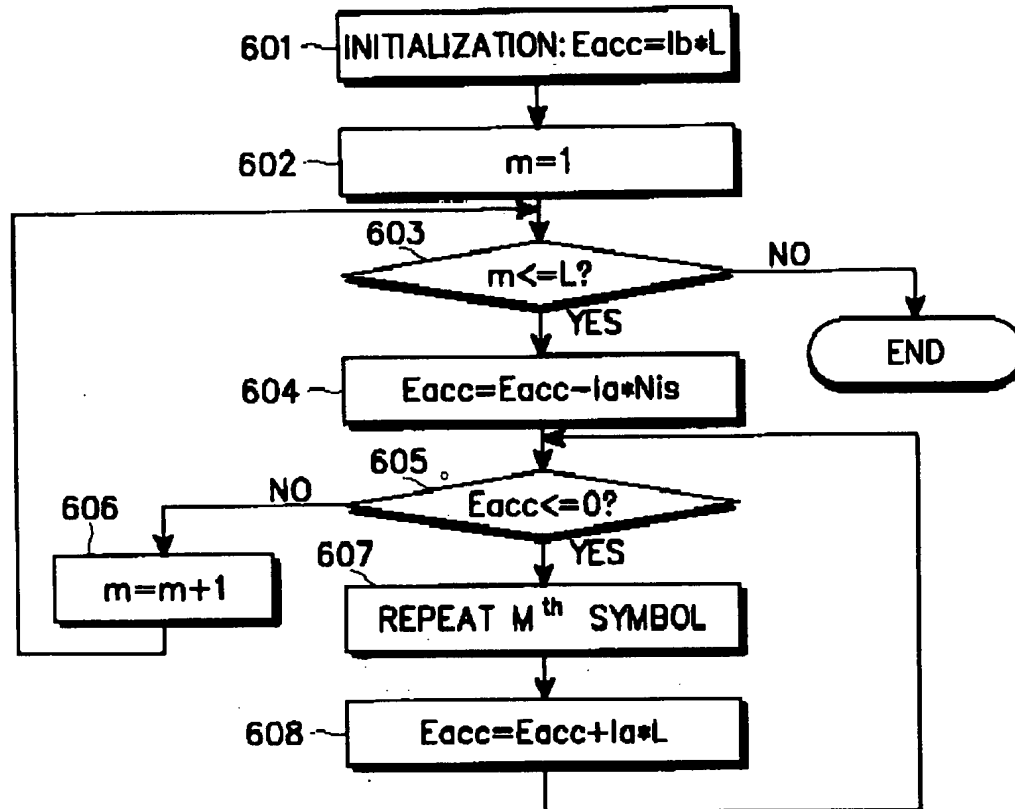 601
INITIALIZATION: Eacc=Ib*L
602
m=1
603
m<=L?
NO
YES
END
604
Eacc=Eacc-Ia*Nis
605
Eacc<=0?
NO
YES
606
m=m+1
607
REPEAT Mth SYMBOL
608
Eacc=Eacc+Ia*L